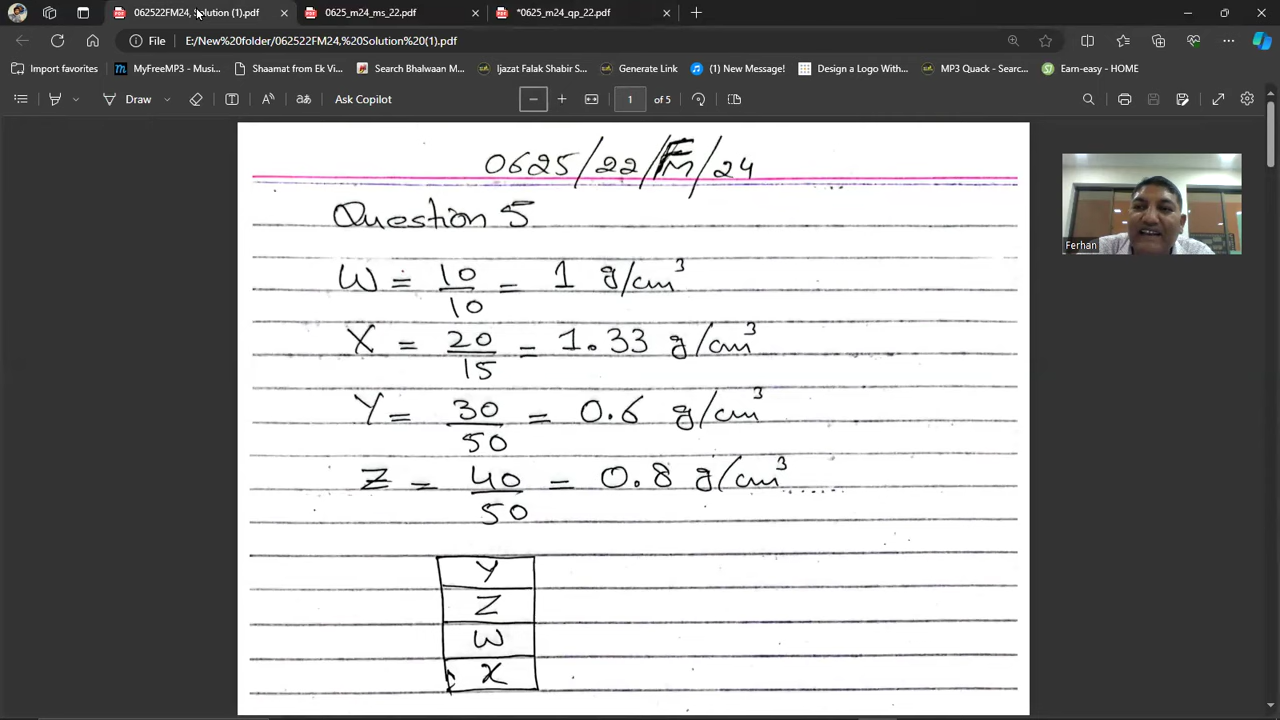 062522FM24, Solution (1).pdf
0625_m24_ms_22.pdf
*0625_m24_qp_22.pdf
File
E:/New%20folder/062522FM24,%20Solution%20(1).pdf
Import favorites
MyFreeMP3 - Musi...
Shaamat from Ek Vi...
Search Bhalwaan M...
Ijazat Falak Shabir S...
Generate Link
(1) New Message!
Design a Logo With...
MP3 Quack - Searc...
Earn-easy - HOME
Draw
aあ
Ask Copilot
1 of 5
0625/22/FM/24
Question 5
W = 10/10 = 1 g/cm³
X = 20/15 = 1.33 g/cm³
Y = 30/50 = 0.6 g/cm³
Z = 40/50 = 0.8 g/cm³
Y
Z
W
X
Ferhan